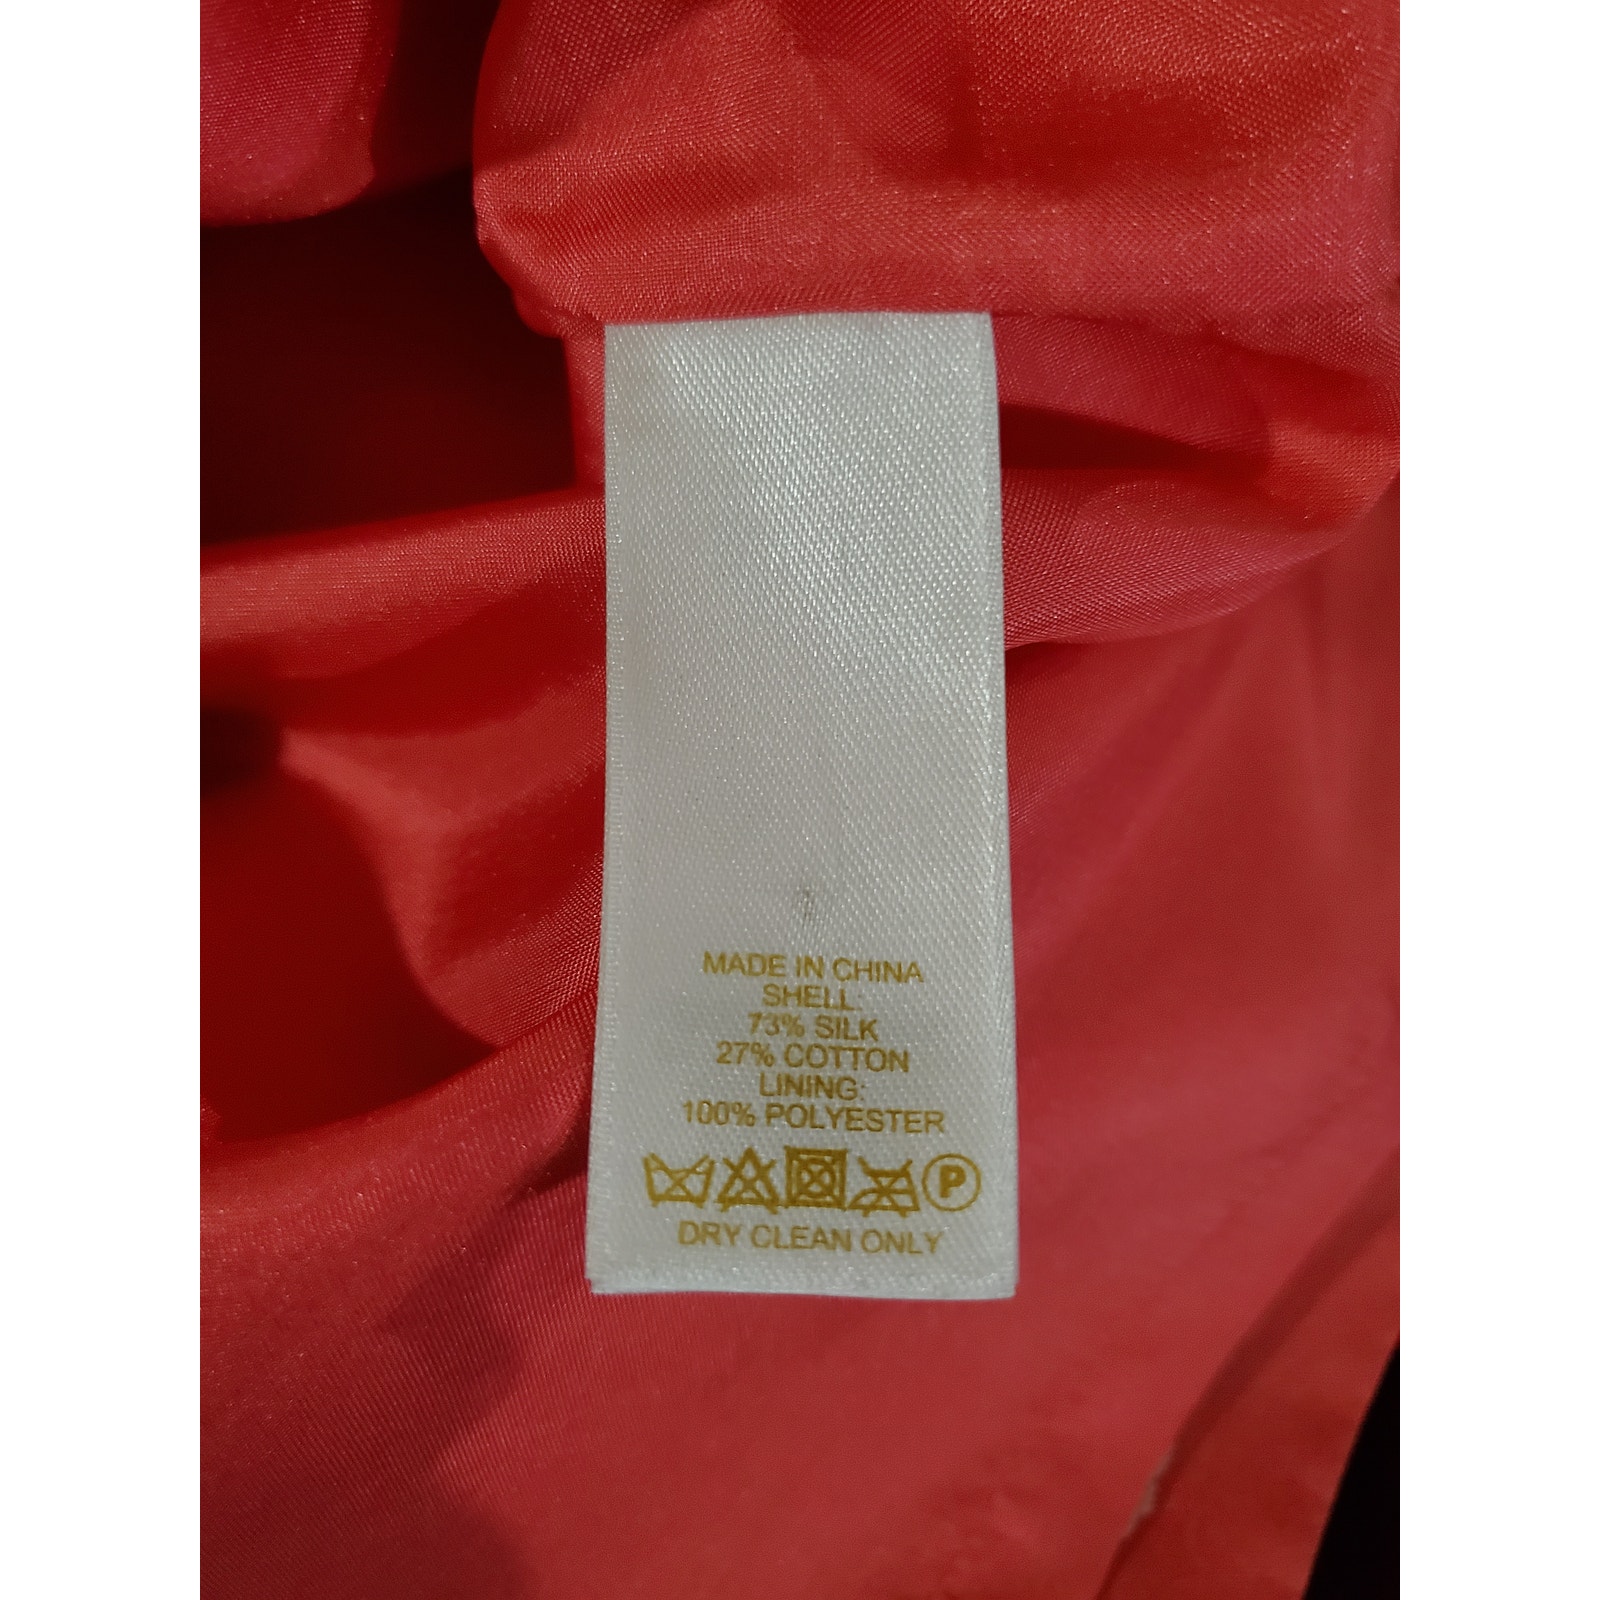 MADE IN CHINA
SHELL:
73% SILK
27% COTTON
LINING:
100% POLYESTER
P
DRY CLEAN ONLY